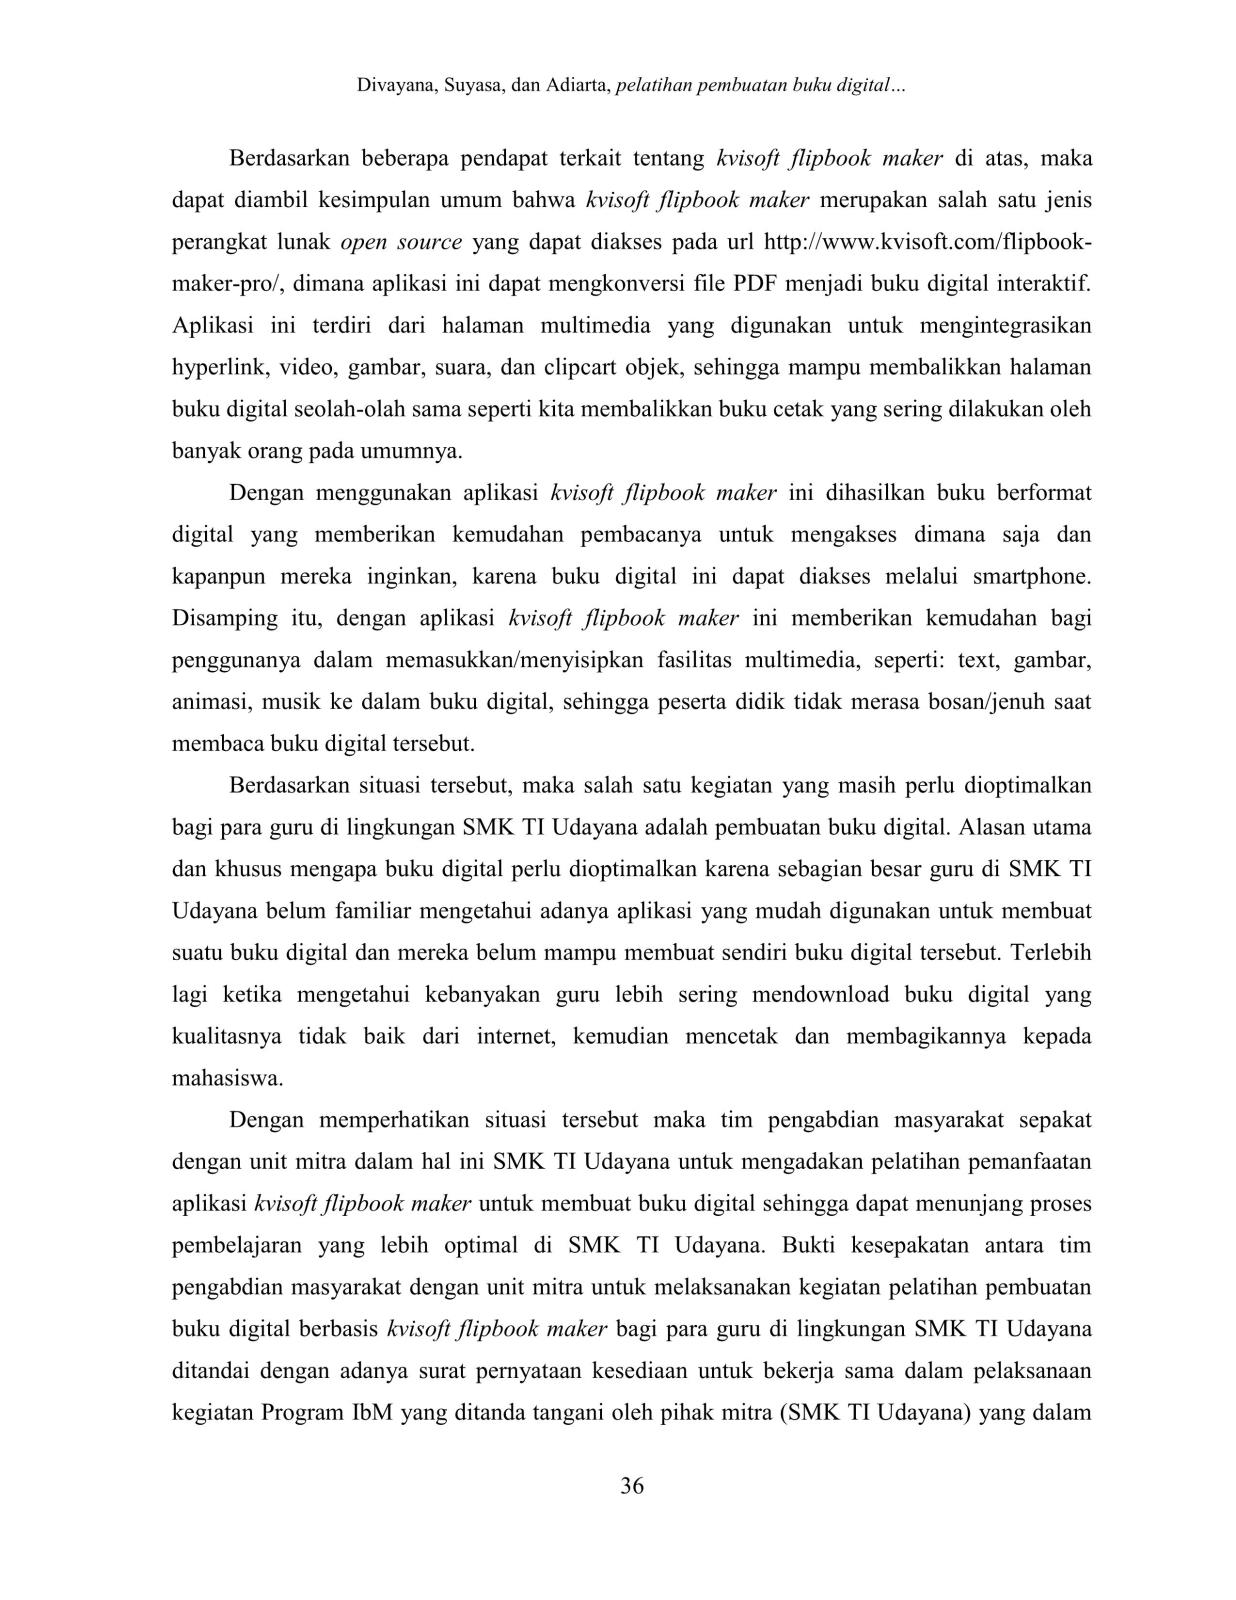 Divayana, Suyasa, dan Adiarta, pelatihan pembuatan buku digital...
Berdasarkan beberapa pendapat terkait tentang kvisoft flipbook maker di atas, maka
dapat diambil kesimpulan umum bahwa kvisoft flipbook maker merupakan salah satu jenis
perangkat lunak open source yang dapat diakses pada url http://www.kvisoft.com/flipbook-
maker-pro/, dimana aplikasi ini dapat mengkonversi file PDF menjadi buku digital interaktif.
Aplikasi ini terdiri dari halaman multimedia yang digunakan untuk mengintegrasikan
hyperlink, video, gambar, suara, dan clipcart objek, sehingga mampu membalikkan halaman
buku digital seolah-olah sama seperti kita membalikkan buku cetak yang sering dilakukan oleh
banyak orang pada umumnya.
Dengan menggunakan aplikasi kvisoft flipbook maker ini dihasilkan buku berformat
digital yang memberikan kemudahan pembacanya untuk mengakses dimana saja dan
kapanpun mereka inginkan, karena buku digital ini dapat diakses melalui smartphone.
Disamping itu, dengan aplikasi kvisoft flipbook maker ini memberikan kemudahan bagi
penggunanya dalam memasukkan/menyisipkan fasilitas multimedia, seperti: text, gambar,
animasi, musik ke dalam buku digital, sehingga peserta didik tidak merasa bosan/jenuh saat
membaca buku digital tersebut.
Berdasarkan situasi tersebut, maka salah satu kegiatan yang masih perlu dioptimalkan
bagi para guru di lingkungan SMK TI Udayana adalah pembuatan buku digital. Alasan utama
dan khusus mengapa buku digital perlu dioptimalkan karena sebagian besar guru di SMK TI
Udayana belum familiar mengetahui adanya aplikasi yang mudah digunakan untuk membuat
suatu buku digital dan mereka belum mampu membuat sendiri buku digital tersebut. Terlebih
lagi ketika mengetahui kebanyakan guru lebih sering mendownload buku digital yang
kualitasnya tidak baik dari internet, kemudian mencetak dan membagikannya kepada
mahasiswa.
Dengan memperhatikan situasi tersebut maka tim pengabdian masyarakat sepakat
dengan unit mitra dalam hal ini SMK TI Udayana untuk mengadakan pelatihan pemanfaatan
aplikasi kvisoft flipbook maker untuk membuat buku digital sehingga dapat menunjang proses
pembelajaran yang lebih optimal di SMK TI Udayana. Bukti kesepakatan antara tim
pengabdian masyarakat dengan unit mitra untuk melaksanakan kegiatan pelatihan pembuatan
buku digital berbasis kvisoft flipbook maker bagi para guru di lingkungan SMK TI Udayana
ditandai dengan adanya surat pernyataan kesediaan untuk bekerja sama dalam pelaksanaan
kegiatan Program IbM yang ditanda tangani oleh pihak mitra (SMK TI Udayana) yang dalam
36